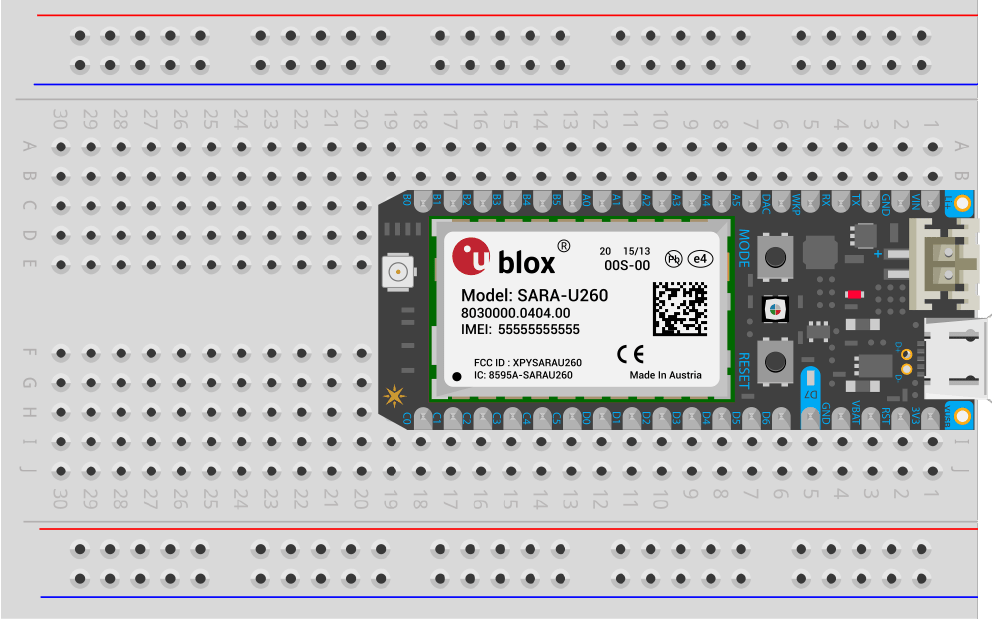 30 29 28 27 26 25 24 23 22 21 20 19 18 17 16 15 14 13 12 11 10 9 8 7 6 5 4 3 2 1
A A
B B
C
D
E
B0 B1 B2 B3 B4 B5 A0 A1 A2 A3 A4 A5 DAC WKP RX TX GND VIN
u blox ®
20 15/13
00S-00
Pb e4
Model: SARA-U260
8030000.0404.00
IMEI: 55555555555
CE
FCC ID : XPYSARAU260
IC: 8595A-SARAU260
Made In Austria
MODE
RESET
+
D+
D-
D7
F
G
H
C0 C1 C2 C3 C4 C5 D0 D1 D2 D3 D4 D5 D6 GND VBAT RST 3V3 VUSB
I I
J J
30 29 28 27 26 25 24 23 22 21 20 19 18 17 16 15 14 13 12 11 10 9 8 7 6 5 4 3 2 1